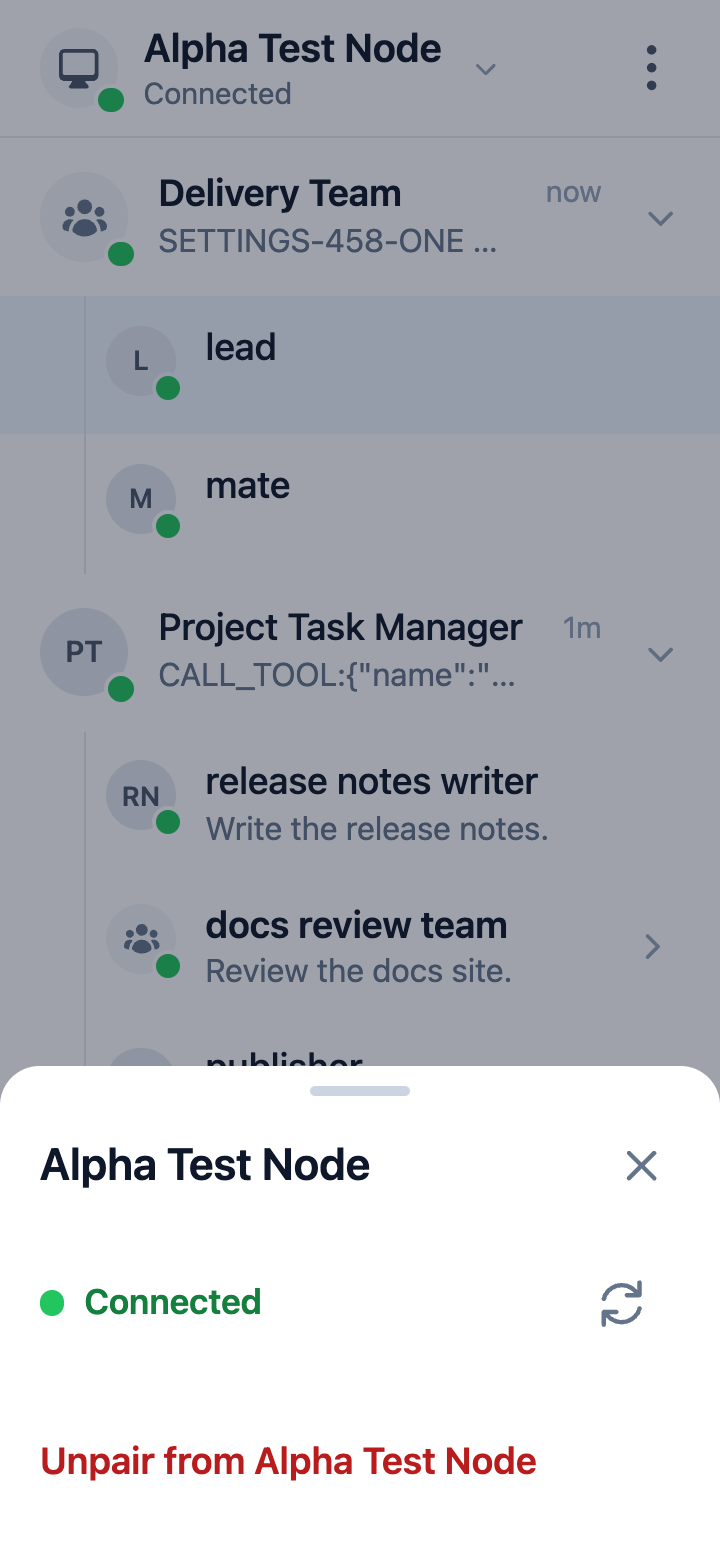 Alpha Test Node
Connected
Delivery Team
now
SETTINGS-458-ONE ...
L
lead
M
mate
PT
Project Task Manager
1m
CALL_TOOL:{"name":"...
RN
release notes writer
Write the release notes.
docs review team
Review the docs site.
publisher
Alpha Test Node
Connected
Unpair from Alpha Test Node